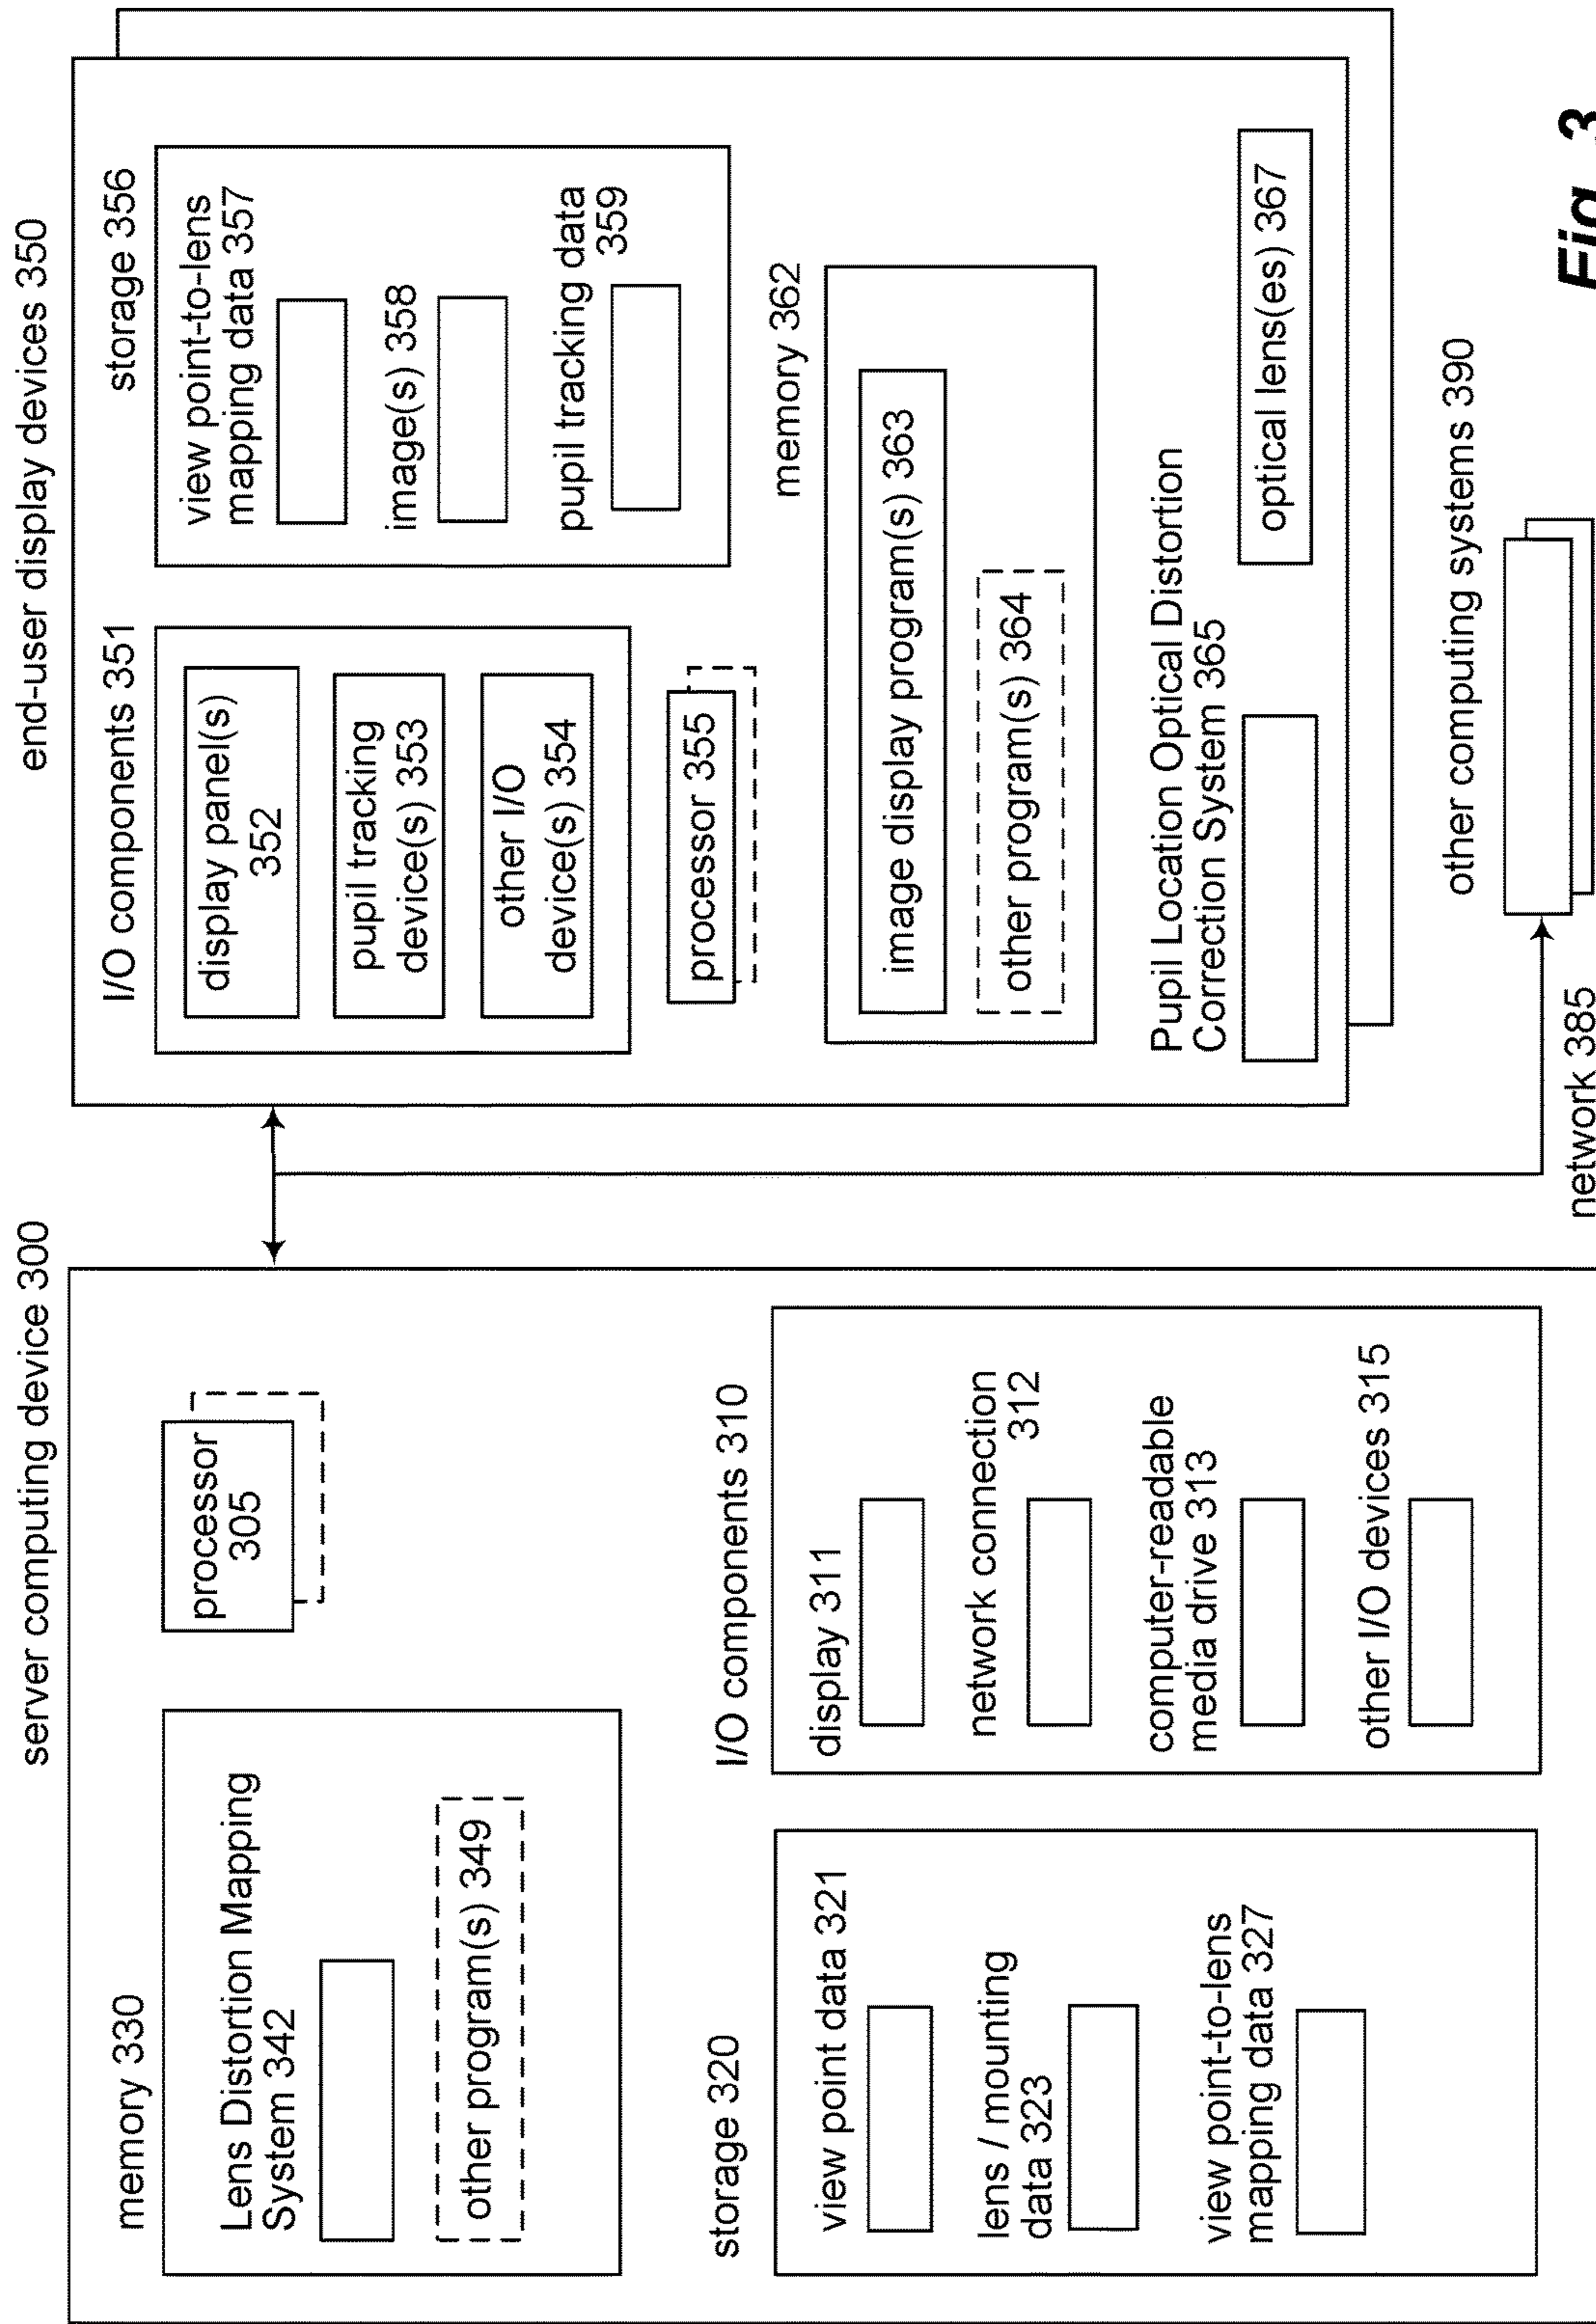 server computing device 300
memory 330
Lens Distortion Mapping
System 342
other program(s) 349
processor
305
storage 320
view point data 321
lens / mounting
data 323
view point-to-lens
mapping data 327
I/O components 310
display 311
network connection
312
computer-readable
media drive 313
other I/O devices 315
end-user display devices 350
I/O components 351
display panel(s)
352
pupil tracking
device(s) 353
other I/O
device(s) 354
processor 355
storage 356
view point-to-lens
mapping data 357
image(s) 358
pupil tracking data
359
memory 362
image display program(s) 363
other program(s) 364
Pupil Location Optical Distortion
Correction System 365
optical lens(es) 367
other computing systems 390
network 385
Fig. 3